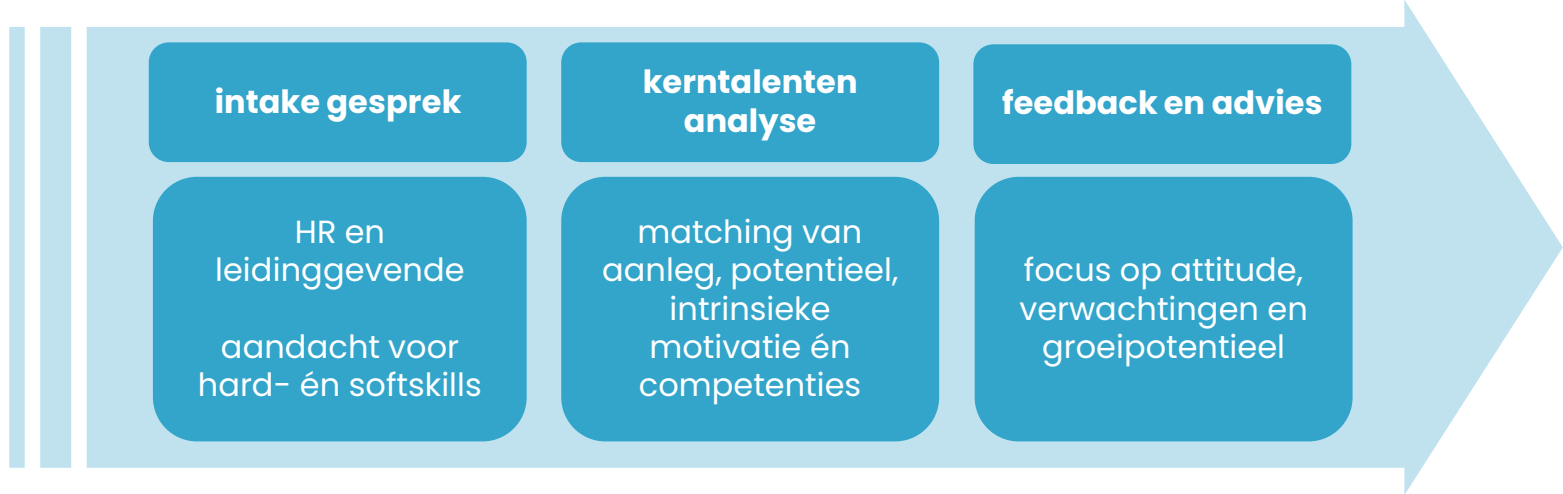 intake gesprek
HR en
leidinggevende
aandacht voor
hard- én softskills
kerntalenten
analyse
matching van
aanleg, potentieel,
intrinsieke
motivatie én
competenties
feedback en advies
focus op attitude,
verwachtingen en
groeipotentieel